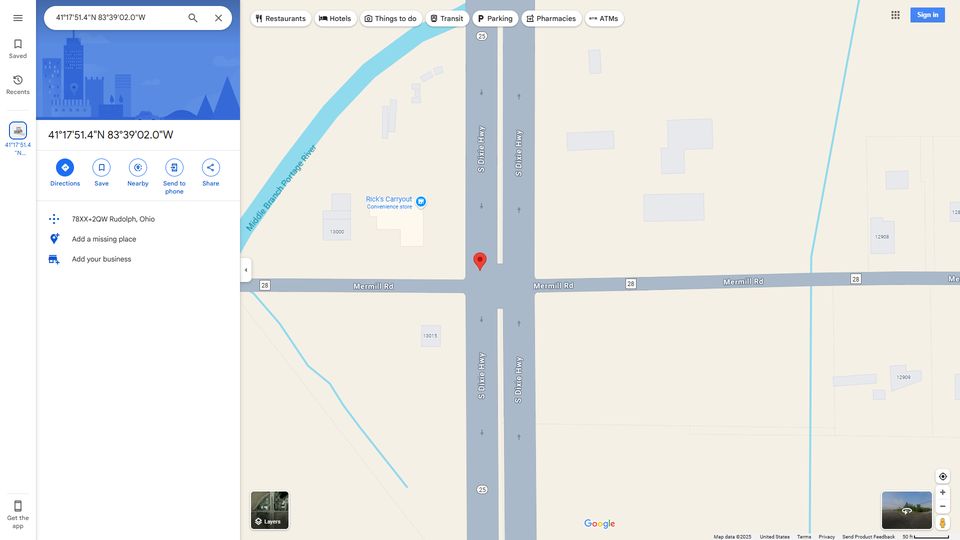 41°17'51.4"N 83°39'02.0"W
Restaurants
Hotels
Things to do
Transit
Parking
Pharmacies
ATMs
Sign in
Saved
Recents
41°17'51.4
"N...
41°17'51.4"N 83°39'02.0"W
Directions
Save
Nearby
Send to
phone
Share
78XX+2QW Rudolph, Ohio
Add a missing place
Add your business
Get the
app
25
S Dixie Hwy
S Dixie Hwy
Middle Branch Portage River
Rick's Carryout
Convenience store
13000
12908
28
Mermill Rd
Mermill Rd
28
Mermill Rd
28
Me
13015
S Dixie Hwy
S Dixie Hwy
12909
25
Layers
Google
Map data ©2025
United States
Terms
Privacy
Send Product Feedback
50 ft